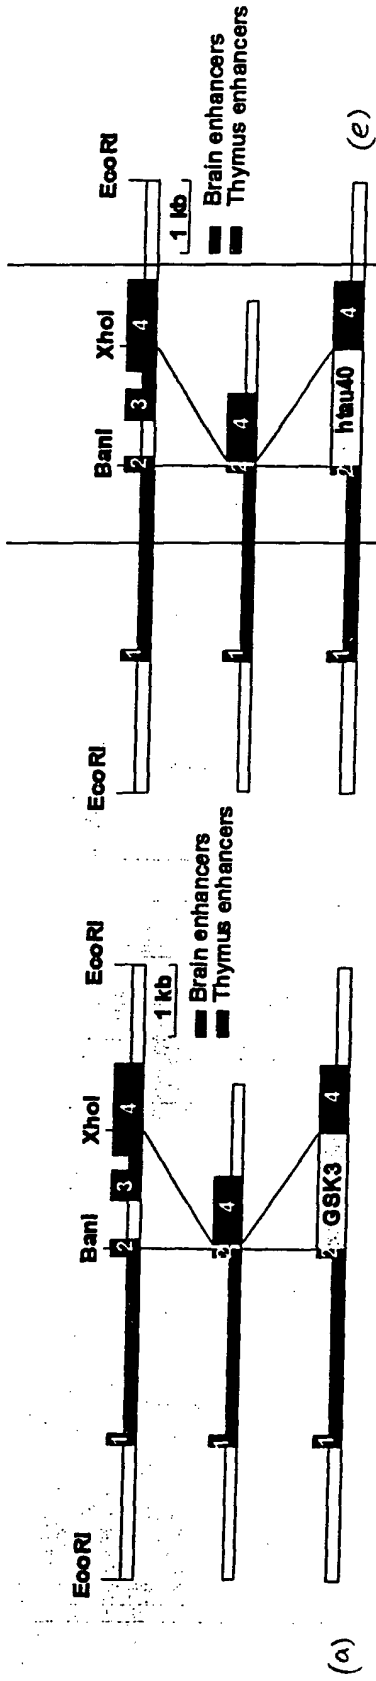 EcoRI BanI XhoI EcoRI
1 2 3 4
1 kb
Brain enhancers
Thymus enhancers
1 2 4
1 2 GSK3 4
(a)
EcoRI BanI XhoI EcoRI
1 2 3 4
1 kb
Brain enhancers
Thymus enhancers
1 2 4
1 2 htau40 4
(e)